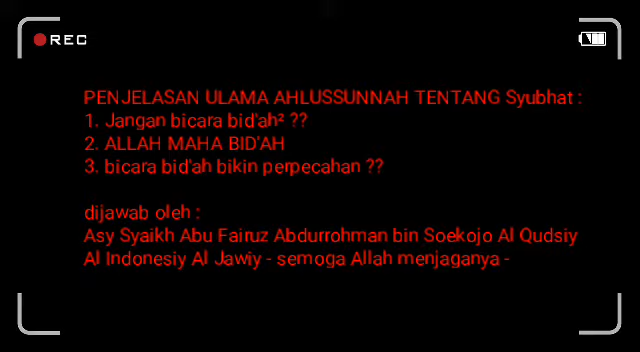 REC
PENJELASAN ULAMA AHLUSSUNNAH TENTANG Syubhat :
1. Jangan bicara bid'ah² ??
2. ALLAH MAHA BID'AH
3. bicara bid'ah bikin perpecahan ??
dijawab oleh :
Asy Syaikh Abu Fairuz Abdurrohman bin Soekojo Al Qudsiy
Al Indonesiy Al Jawiy - semoga Allah menjaganya -